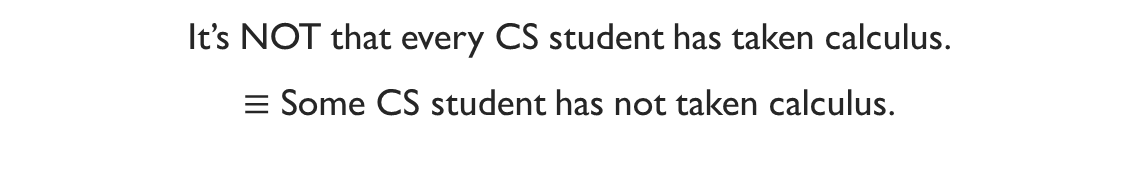 It’s NOT that every CS student has taken calculus.
≡ Some CS student has not taken calculus.